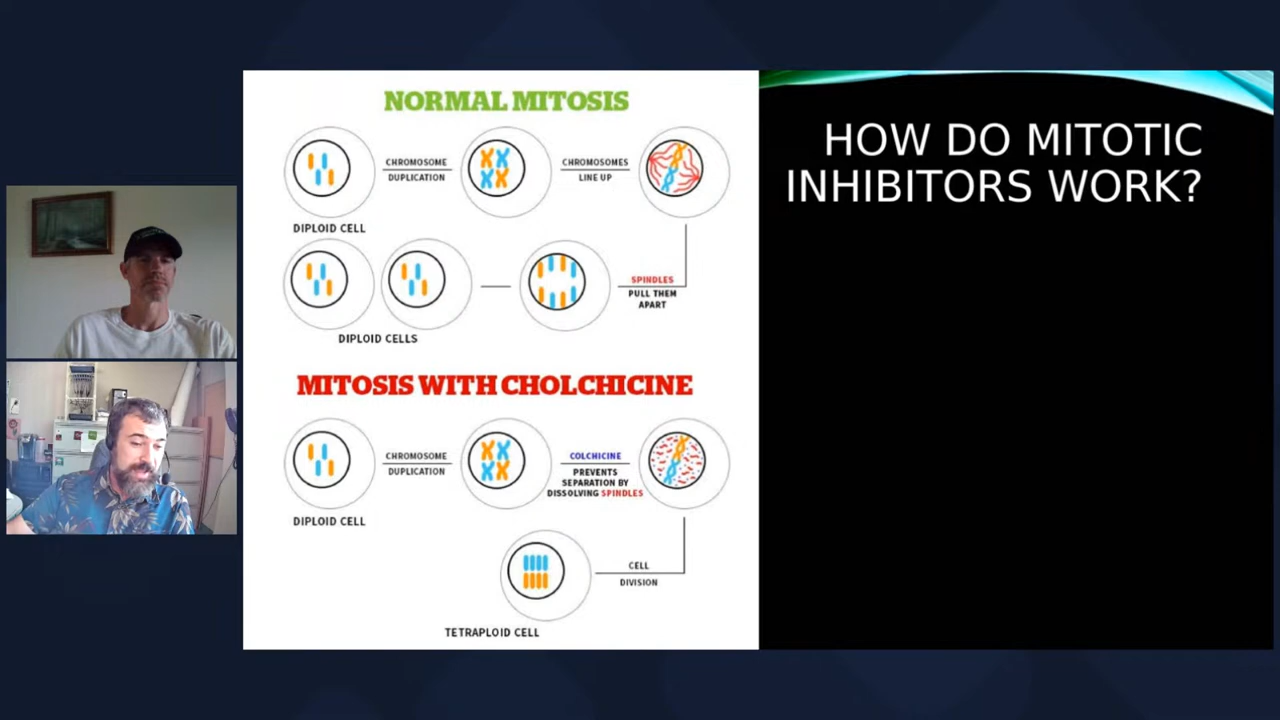 NORMAL MITOSIS
CHROMOSOME
DUPLICATION
CHROMOSOMES
LINE UP
DIPLOID CELL
SPINDLES
PULL THEM
APART
DIPLOID CELLS
MITOSIS WITH CHOLCHICINE
CHROMOSOME
DUPLICATION
COLCHICINE
PREVENTS
SEPARATION BY
DISSOLVING SPINDLES
DIPLOID CELL
CELL
DIVISION
TETRAPLOID CELL
HOW DO MITOTIC
INHIBITORS WORK?